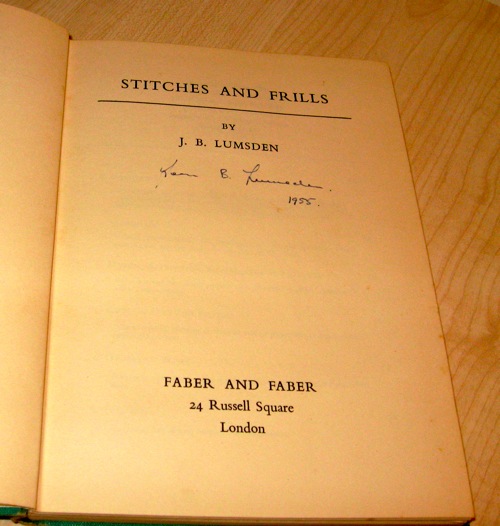 STITCHES AND FRILLS
BY
J. B. LUMSDEN
B. Lumsden.
1955.
FABER AND FABER
24 Russell Square
London